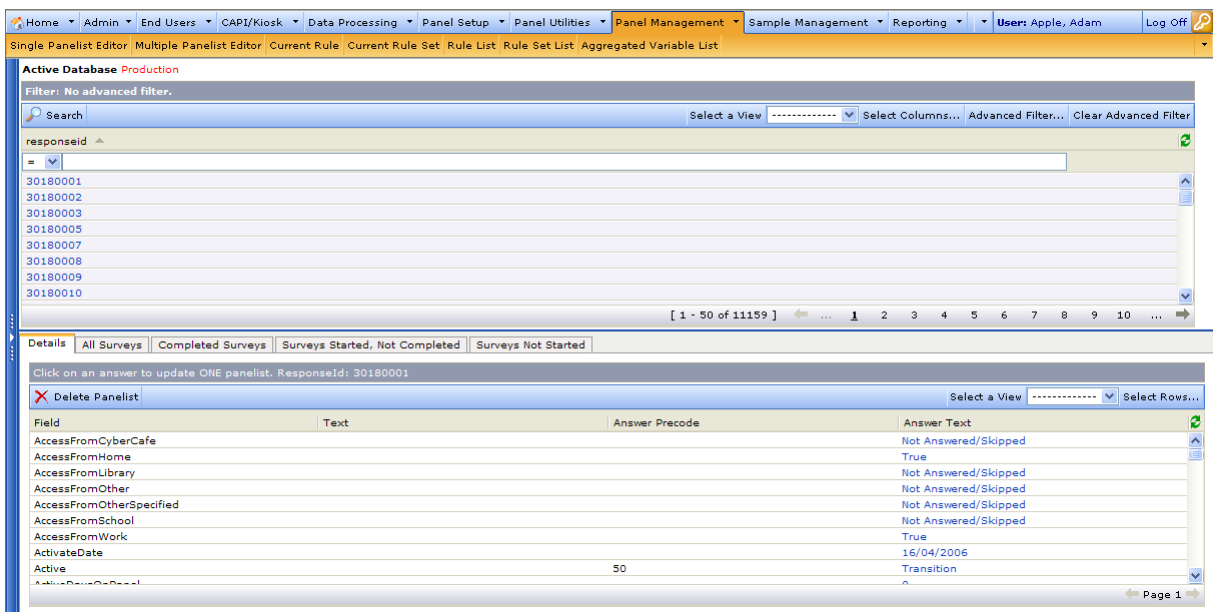 Home Admin End Users CAPI/Kiosk Data Processing Panel Setup Panel Utilities Panel Management Sample Management Reporting User: Apple, Adam Log Off
Single Panelist Editor Multiple Panelist Editor Current Rule Current Rule Set Rule List Rule Set List Aggregated Variable List
Active Database Production
Filter: No advanced filter.
Search Select a View ------------- Select Columns... Advanced Filter... Clear Advanced Filter
responseid
=
30180001
30180002
30180003
30180005
30180007
30180008
30180009
30180010
[ 1 - 50 of 11159 ] ... 1 2 3 4 5 6 7 8 9 10 ...
Details All Surveys Completed Surveys Surveys Started, Not Completed Surveys Not Started
Click on an answer to update ONE panelist. ResponseId: 30180001
Delete Panelist Select a View ------------- Select Rows...
Field Text Answer Precode Answer Text
AccessFromCyberCafe Not Answered/Skipped
AccessFromHome True
AccessFromLibrary Not Answered/Skipped
AccessFromOther Not Answered/Skipped
AccessFromOtherSpecified Not Answered/Skipped
AccessFromSchool Not Answered/Skipped
AccessFromWork True
ActivateDate 16/04/2006
Active 50 Transition
Page 1